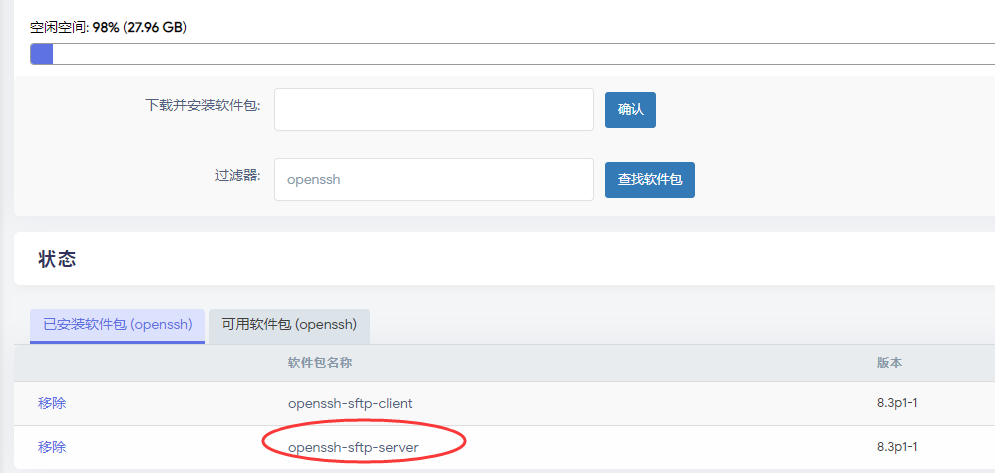 空闲空间: 98% (27.96 GB)
下载并安装软件包: 确认
过滤器: openssh 查找软件包
状态
已安装软件包 (openssh) 可用软件包 (openssh)
软件包名称 版本
移除 openssh-sftp-client 8.3p1-1
移除 openssh-sftp-server 8.3p1-1